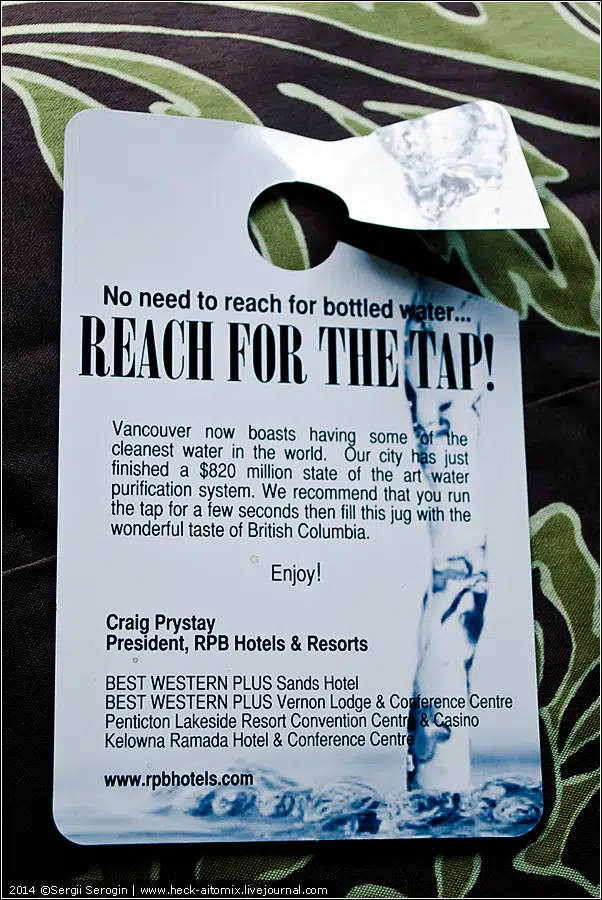 No need to reach for bottled water...
REACH FOR THE TAP!
Vancouver now boasts having some of the
cleanest water in the world. Our city has just
finished a $820 million state of the art water
purification system. We recommend that you run
the tap for a few seconds then fill this jug with the
wonderful taste of British Columbia.
Enjoy!
Craig Prystay
President, RPB Hotels & Resorts
BEST WESTERN PLUS Sands Hotel
BEST WESTERN PLUS Vernon Lodge & Conference Centre
Penticton Lakeside Resort Convention Centre & Casino
Kelowna Ramada Hotel & Conference Centre
www.rpbhotels.com
2014 ©Sergii Serogin | www.heck-aitomix.livejournal.com